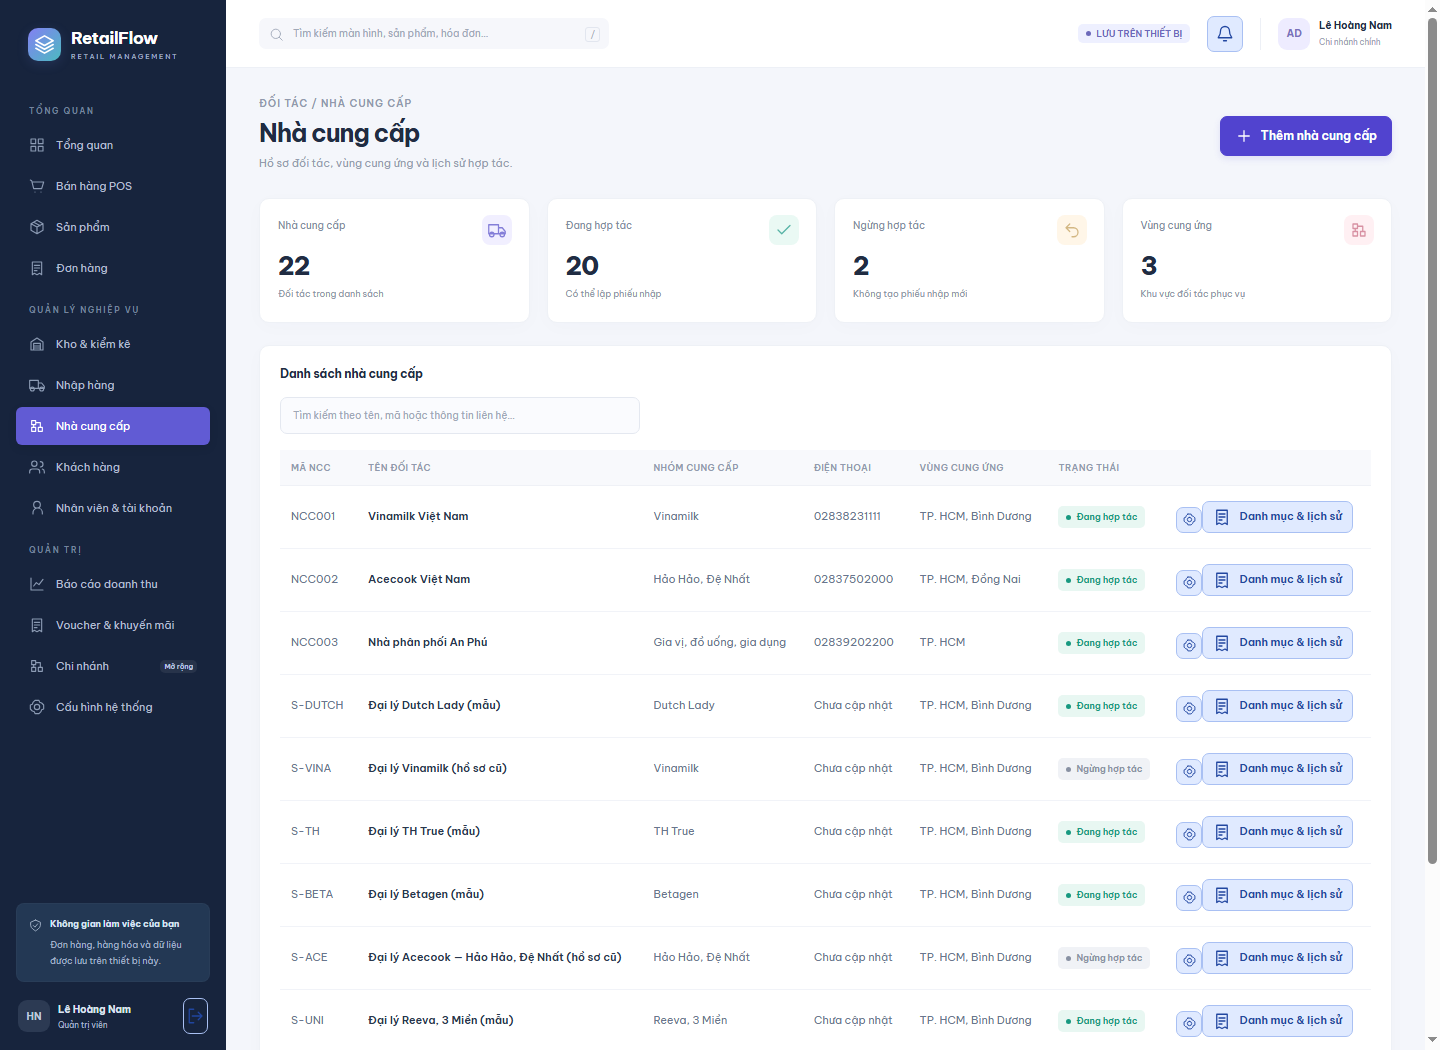 RetailFlow
RETAIL MANAGEMENT
TỔNG QUAN
Tổng quan
Bán hàng POS
Sản phẩm
Đơn hàng
QUẢN LÝ NGHIỆP VỤ
Kho & kiểm kê
Nhập hàng
Nhà cung cấp
Khách hàng
Nhân viên & tài khoản
QUẢN TRỊ
Báo cáo doanh thu
Voucher & khuyến mãi
Chi nhánh Mở rộng
Cấu hình hệ thống
Không gian làm việc của bạn
Đơn hàng, hàng hóa và dữ liệu
được lưu trên thiết bị này.
HN Lê Hoàng Nam
Quản trị viên
Tìm kiếm màn hình, sản phẩm, hóa đơn... /
LƯU TRÊN THIẾT BỊ
AD Lê Hoàng Nam
Chi nhánh chính
ĐỐI TÁC / NHÀ CUNG CẤP
Nhà cung cấp
Hồ sơ đối tác, vùng cung ứng và lịch sử hợp tác.
Thêm nhà cung cấp
Nhà cung cấp
22
Đối tác trong danh sách
Đang hợp tác
20
Có thể lập phiếu nhập
Ngừng hợp tác
2
Không tạo phiếu nhập mới
Vùng cung ứng
3
Khu vực đối tác phục vụ
Danh sách nhà cung cấp
Tìm kiếm theo tên, mã hoặc thông tin liên hệ...
MÃ NCC TÊN ĐỐI TÁC NHÓM CUNG CẤP ĐIỆN THOẠI VÙNG CUNG ỨNG TRẠNG THÁI
NCC001 Vinamilk Việt Nam Vinamilk 02838231111 TP. HCM, Bình Dương Đang hợp tác Danh mục & lịch sử
NCC002 Acecook Việt Nam Hảo Hảo, Đệ Nhất 02837502000 TP. HCM, Đồng Nai Đang hợp tác Danh mục & lịch sử
NCC003 Nhà phân phối An Phú Gia vị, đồ uống, gia dụng 02839202200 TP. HCM Đang hợp tác Danh mục & lịch sử
S-DUTCH Đại lý Dutch Lady (mẫu) Dutch Lady Chưa cập nhật TP. HCM, Bình Dương Đang hợp tác Danh mục & lịch sử
S-VINA Đại lý Vinamilk (hồ sơ cũ) Vinamilk Chưa cập nhật TP. HCM, Bình Dương Ngừng hợp tác Danh mục & lịch sử
S-TH Đại lý TH True (mẫu) TH True Chưa cập nhật TP. HCM, Bình Dương Đang hợp tác Danh mục & lịch sử
S-BETA Đại lý Betagen (mẫu) Betagen Chưa cập nhật TP. HCM, Bình Dương Đang hợp tác Danh mục & lịch sử
S-ACE Đại lý Acecook — Hảo Hảo, Đệ Nhất (hồ sơ cũ) Hảo Hảo, Đệ Nhất Chưa cập nhật TP. HCM, Bình Dương Ngừng hợp tác Danh mục & lịch sử
S-UNI Đại lý Reeva, 3 Miền (mẫu) Reeva, 3 Miền Chưa cập nhật TP. HCM, Bình Dương Đang hợp tác Danh mục & lịch sử